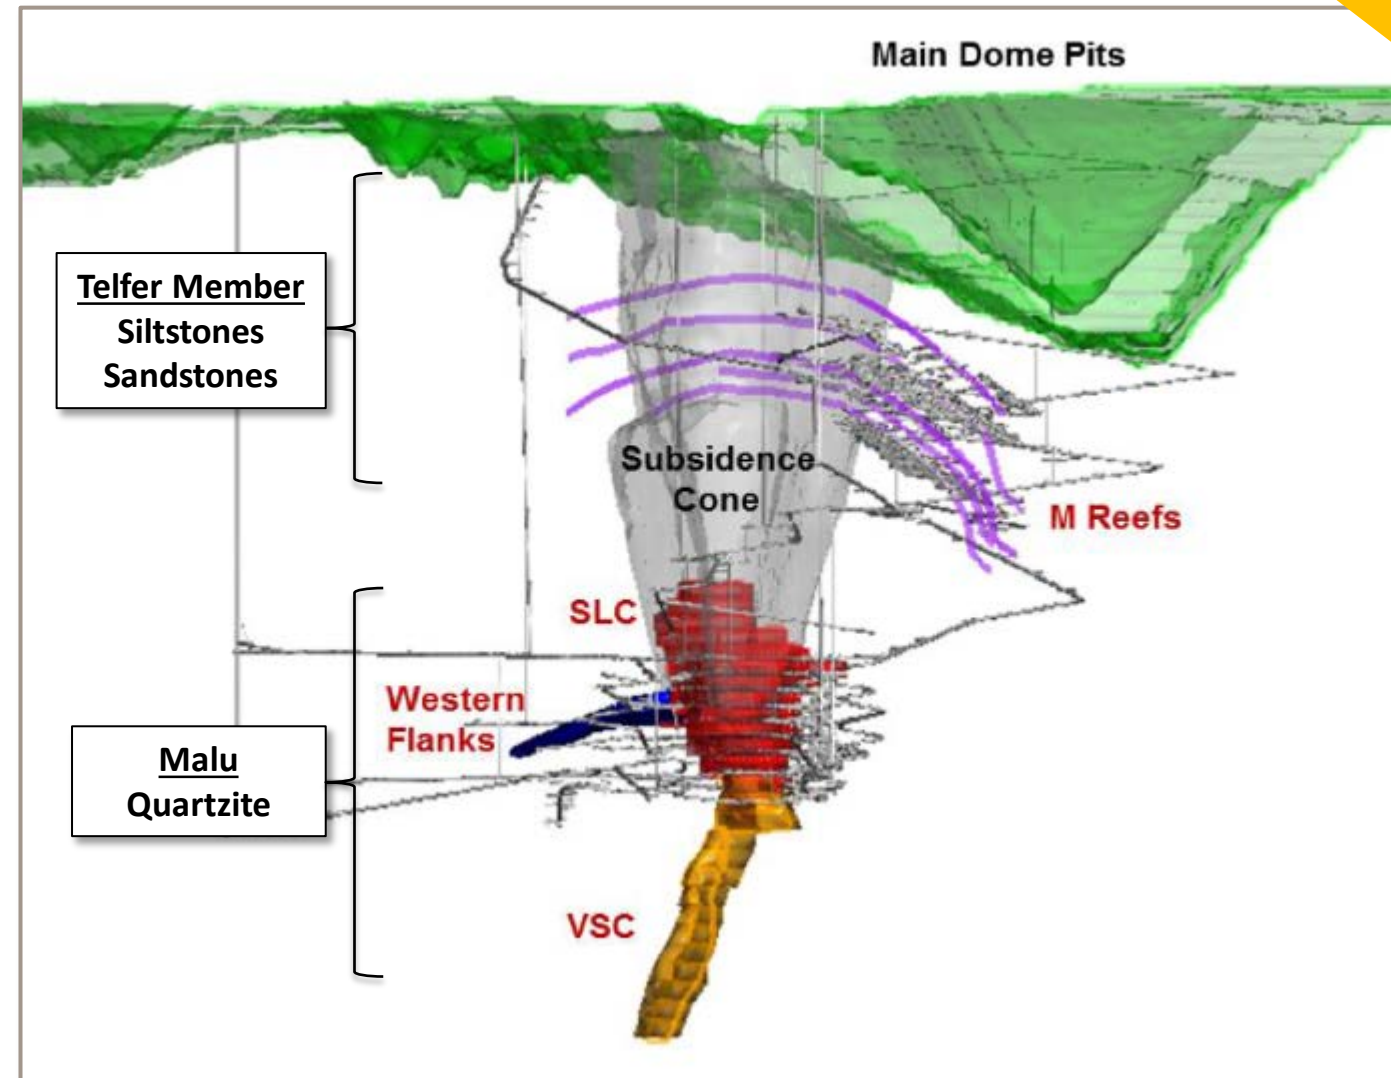 Main Dome Pits
Telfer Member
Siltstones
Sandstones
Subsidence
Cone
M Reefs
SLC
Western
Flanks
Malu
Quartzite
VSC